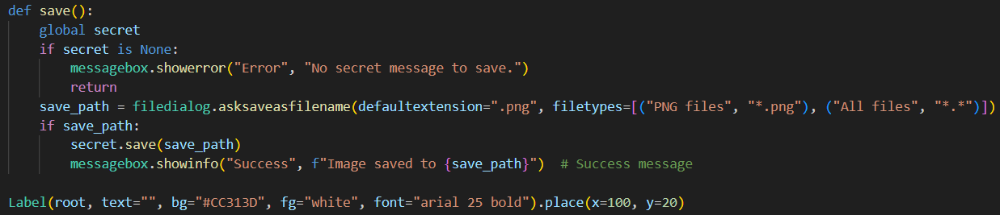 def save():
    global secret
    if secret is None:
        messagebox.showerror("Error", "No secret message to save.")
        return
    save_path = filedialog.asksaveasfilename(defaultextension=".png", filetypes=[("PNG files", "*.png"), ("All files", "*.*")])
    if save_path:
        secret.save(save_path)
        messagebox.showinfo("Success", f"Image saved to {save_path}")  # Success message
Label(root, text="", bg="#CC313D", fg="white", font="arial 25 bold").place(x=100, y=20)